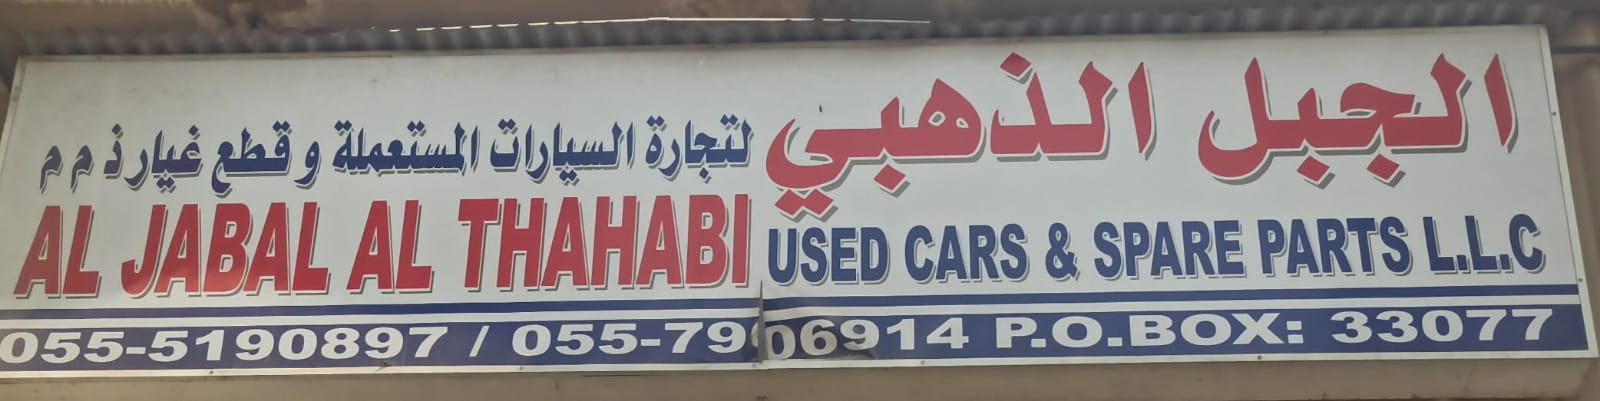 الجبل الذهبي لتجارة السيارات المستعملة و قطع غيار ذ م م
AL JABAL AL THAHABI USED CARS & SPARE PARTS L.L.C
055-5190897 / 055-7906914 P.O.BOX: 33077